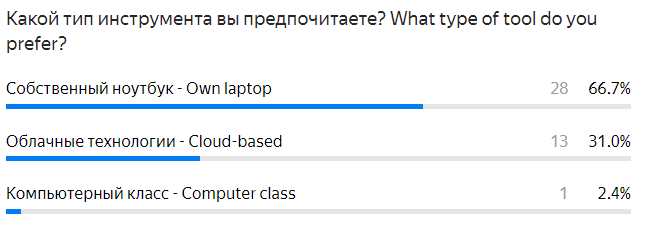 Какой тип инструмента вы предпочитаете? What type of tool do you
prefer?
Собственный ноутбук - Own laptop 28 66.7%
Облачные технологии - Cloud-based 13 31.0%
Компьютерный класс - Computer class 1 2.4%